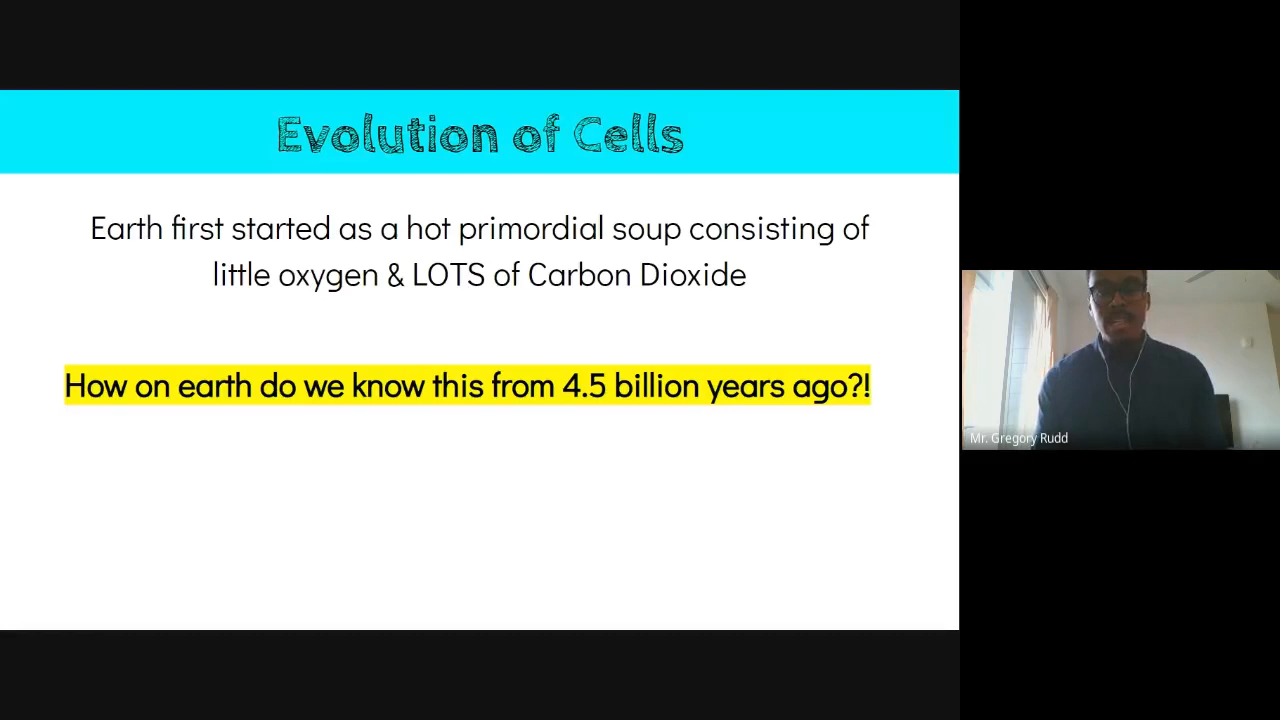 Evolution of Cells
Earth first started as a hot primordial soup consisting of
little oxygen & LOTS of Carbon Dioxide
How on earth do we know this from 4.5 billion years ago?!
Mr. Gregory Rudd